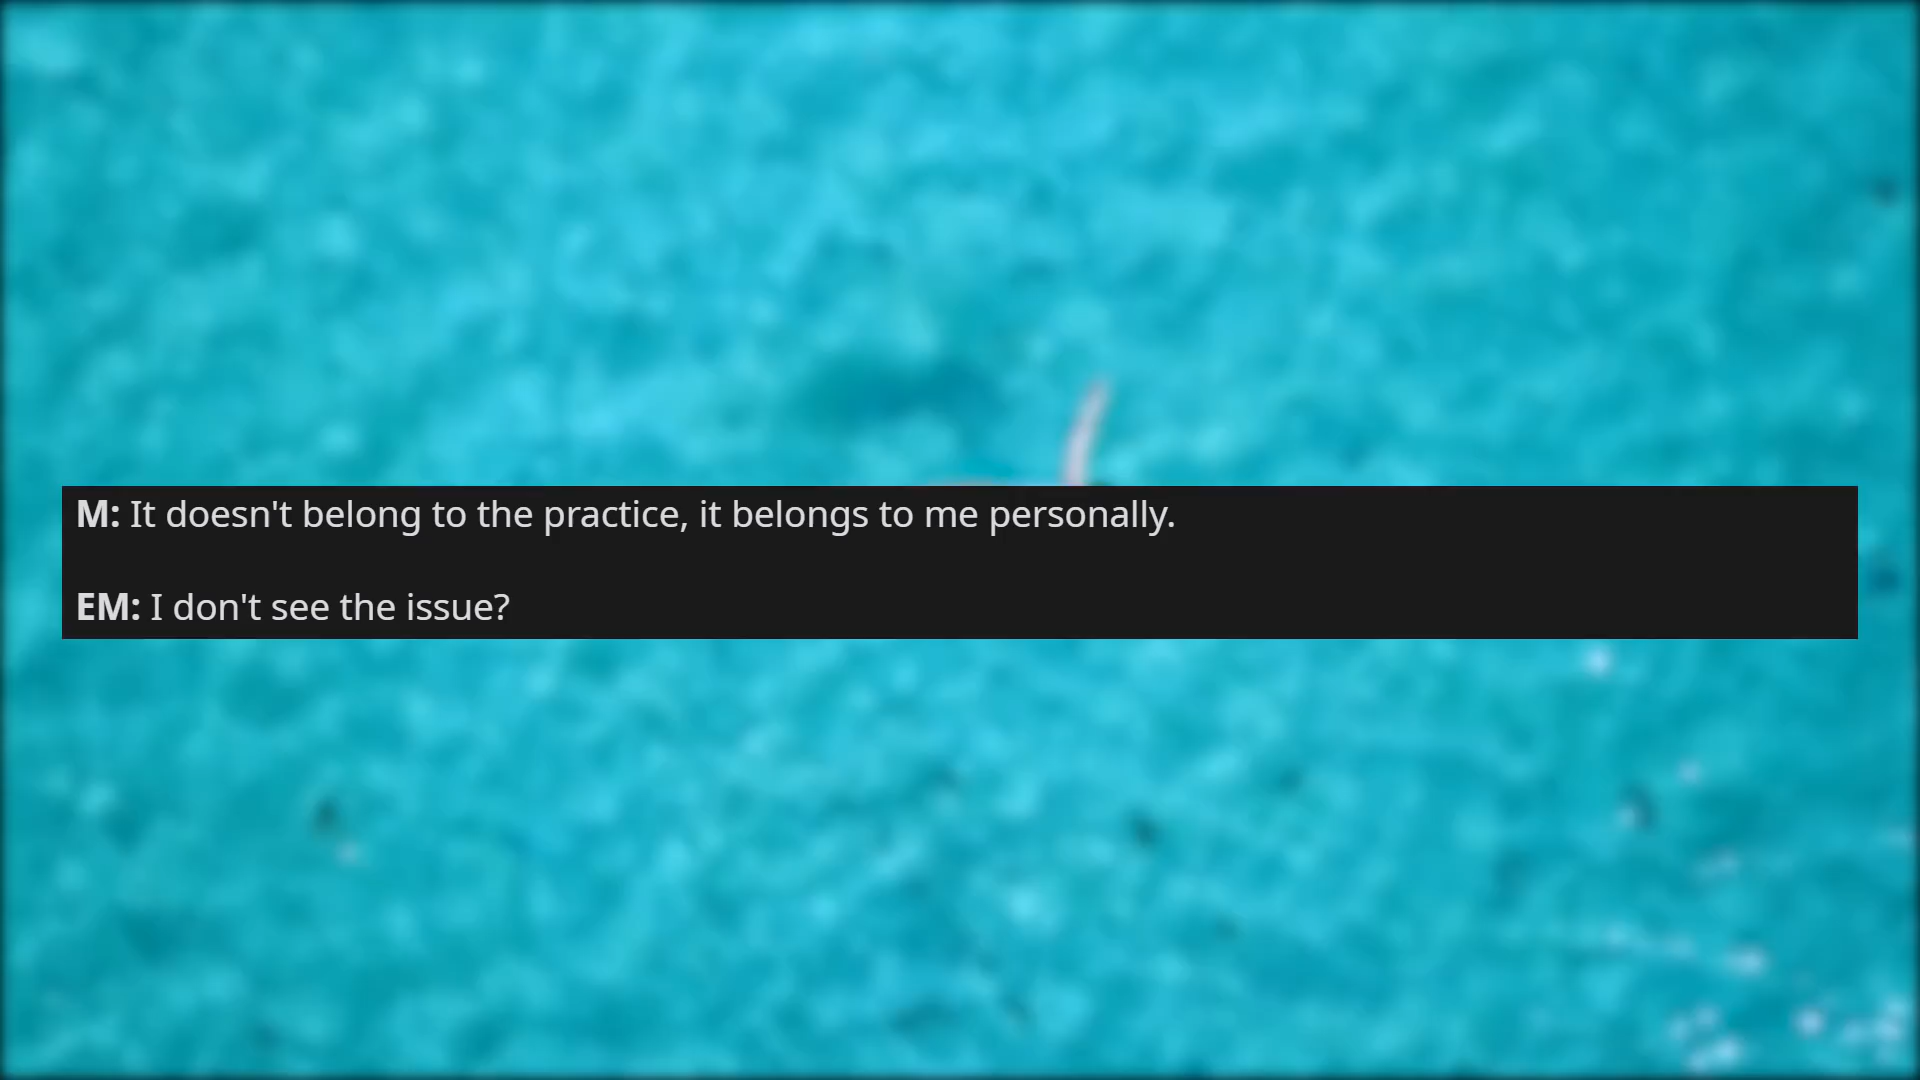 M: It doesn't belong to the practice, it belongs to me personally.
EM: I don't see the issue?